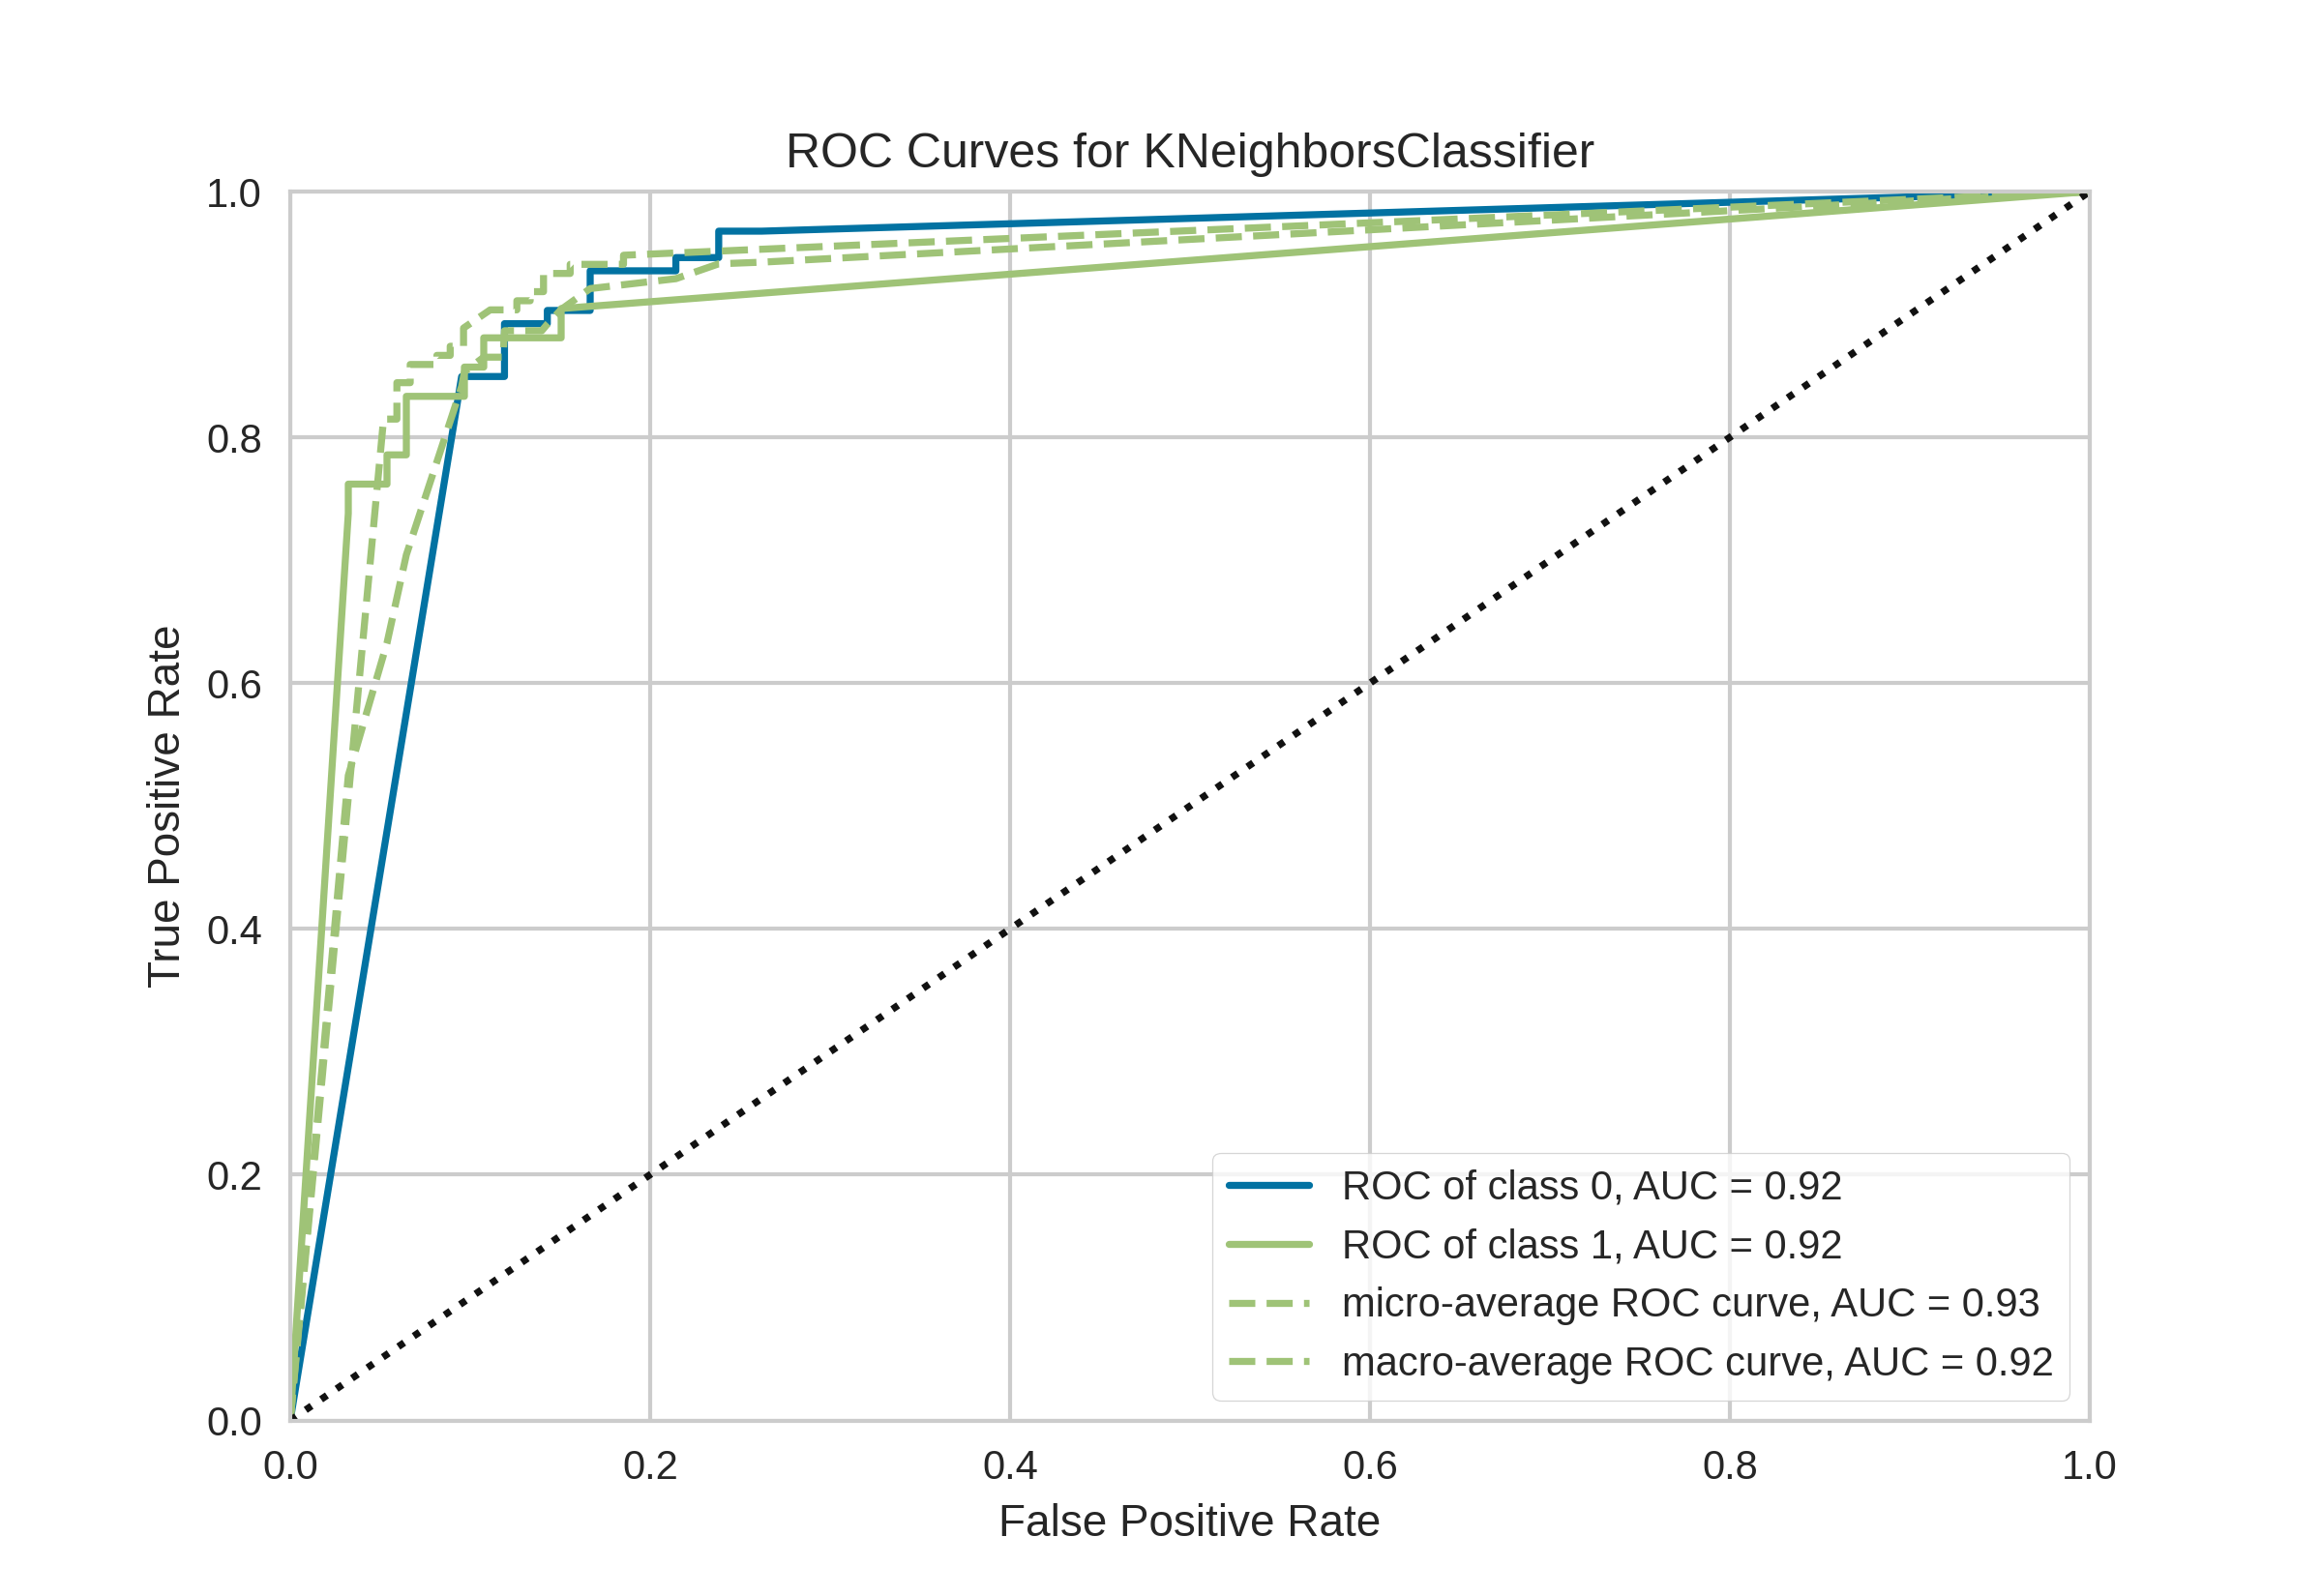 ROC Curves for KNeighborsClassifier
1.0
0.8
0.6
0.4
0.2
0.0
True Positive Rate
ROC of class 0, AUC = 0.92
ROC of class 1, AUC = 0.92
micro-average ROC curve, AUC = 0.93
macro-average ROC curve, AUC = 0.92
0.0 0.2 0.4 0.6 0.8 1.0
False Positive Rate